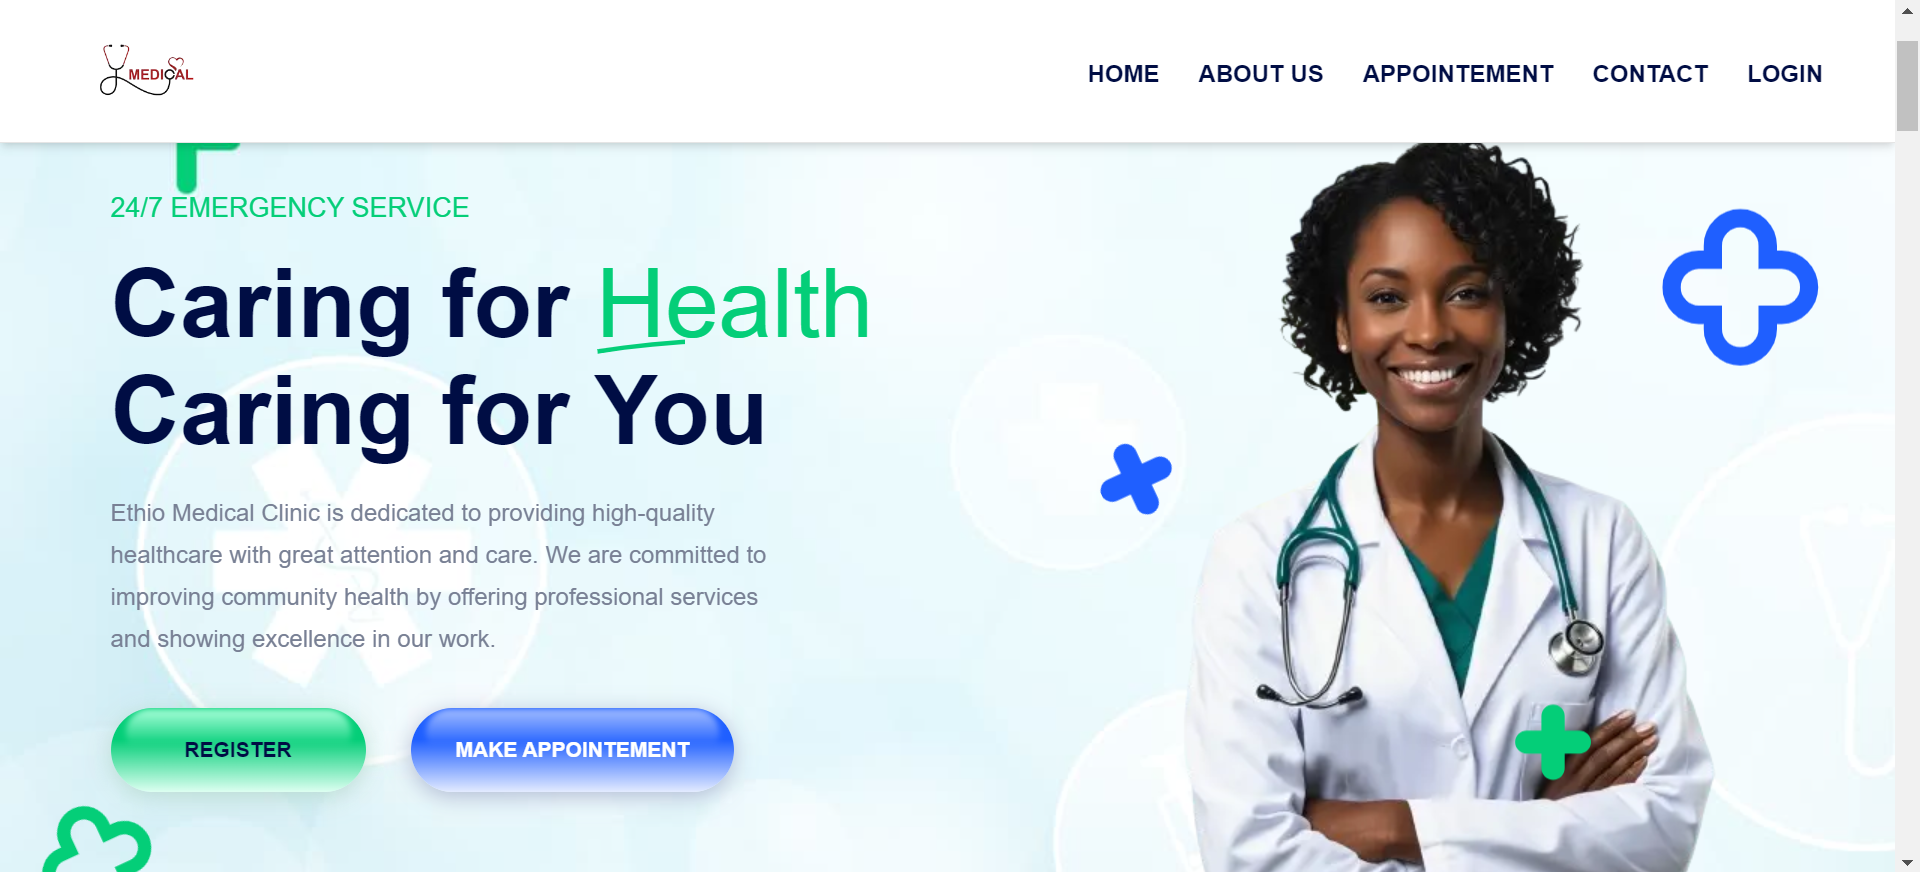 MEDICAL
HOME ABOUT US APPOINTEMENT CONTACT LOGIN
24/7 EMERGENCY SERVICE
Caring for Health
Caring for You
Ethio Medical Clinic is dedicated to providing high-quality
healthcare with great attention and care. We are committed to
improving community health by offering professional services
and showing excellence in our work.
REGISTER MAKE APPOINTEMENT